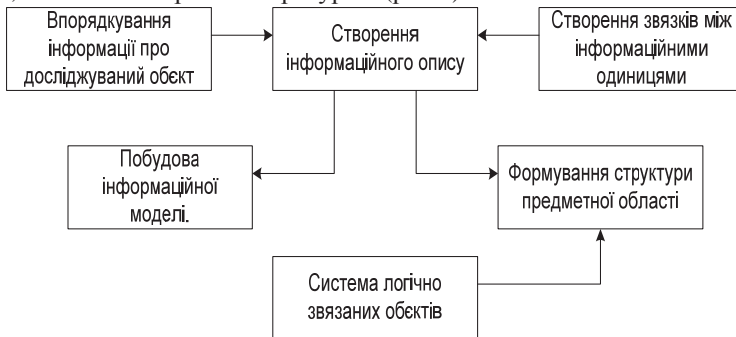 Впорядкування
інформації про
досліджуваний обєкт
Створення
інформаційного опису
Створення звязків між
інформаційними
одиницями
Побудова
інформаційної
моделі.
Формування структури
предметної області
Система логічно
звязаних обєктів